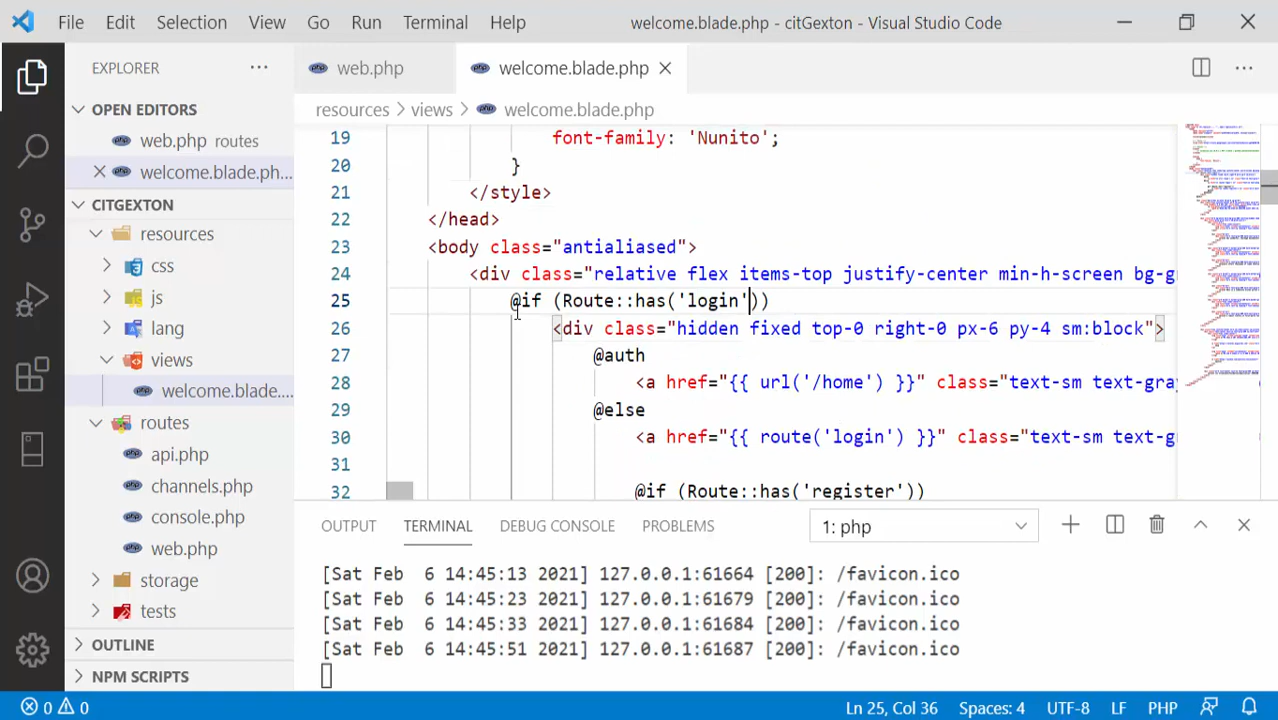 File Edit Selection View Go Run Terminal Help welcome.blade.php - citGexton - Visual Studio Code
EXPLORER
OPEN EDITORS
web.php routes
welcome.blade.ph...
CITGEXTON
resources
css
js
lang
views
welcome.blade....
routes
api.php
channels.php
console.php
web.php
storage
tests
OUTLINE
NPM SCRIPTS
web.php welcome.blade.php
resources > views > welcome.blade.php
19 font-family: 'Nunito';
20 }
21 </style>
22 </head>
23 <body class="antialiased">
24 <div class="relative flex items-top justify-center min-h-screen bg-g
25 @if (Route::has('login'))
26 <div class="hidden fixed top-0 right-0 px-6 py-4 sm:block">
27 @auth
28 <a href="{{ url('/home') }}" class="text-sm text-gray
29 @else
30 <a href="{{ route('login') }}" class="text-sm text-g
31
32 @if (Route::has('register'))
OUTPUT TERMINAL DEBUG CONSOLE PROBLEMS 1: php
[Sat Feb 6 14:45:13 2021] 127.0.0.1:61664 [200]: /favicon.ico
[Sat Feb 6 14:45:23 2021] 127.0.0.1:61679 [200]: /favicon.ico
[Sat Feb 6 14:45:33 2021] 127.0.0.1:61684 [200]: /favicon.ico
[Sat Feb 6 14:45:51 2021] 127.0.0.1:61687 [200]: /favicon.ico
0 0 Ln 25, Col 36 Spaces: 4 UTF-8 LF PHP